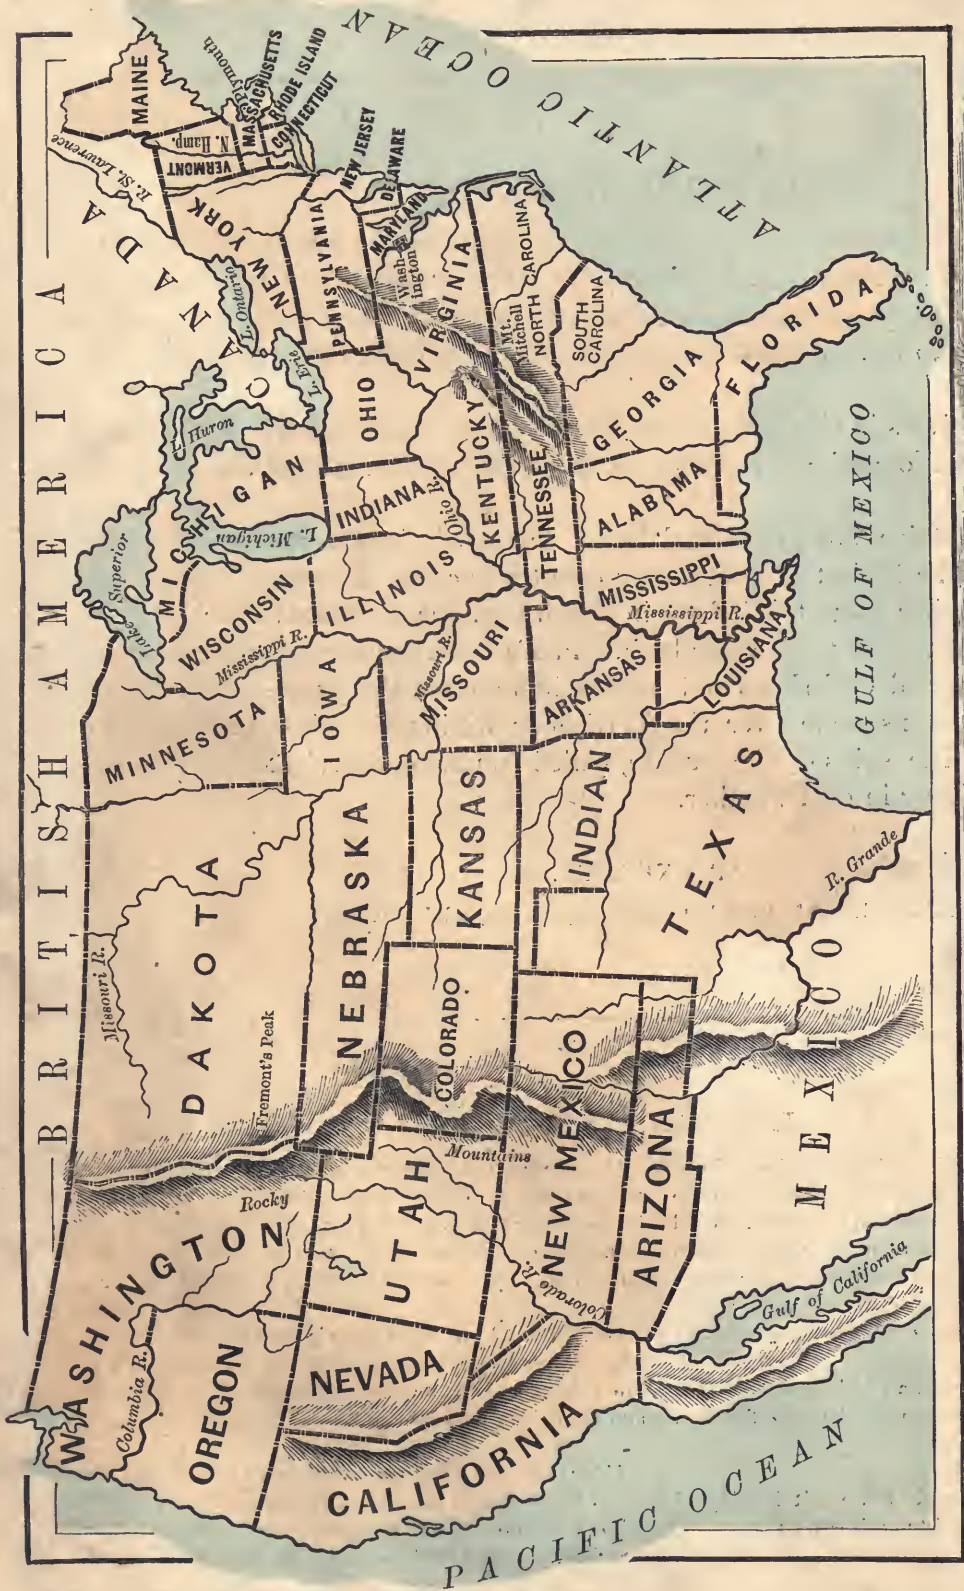 BRITISH AMERICA
CANADA
R. St. Lawrence
MAINE
N. Hamp.
VERMONT
Plymouth
MASSACHUSETTS
RHODE ISLAND
CONNECTICUT
NEW YORK
L. Ontario
L. Erie
L. Huron
L. Michigan
Lake Superior
PENNSYLVANIA
NEW JERSEY
DELAWARE
MARYLAND
Wash-
ington
VIRGINIA
OHIO
MICHIGAN
INDIANA
Ohio R.
KENTUCKY
Mt.
Mitchell
NORTH CAROLINA
SOUTH
CAROLINA
TENNESSEE
GEORGIA
FLORIDA
ALABAMA
MISSISSIPPI
Mississippi R.
LOUISIANA
ILLINOIS
WISCONSIN
Mississippi R.
MINNESOTA
IOWA
MISSOURI
Missouri R.
ARKANSAS
INDIAN
TEXAS
R. Grande
KANSAS
NEBRASKA
DAKOTA
Missouri R.
Fremont's Peak
COLORADO
NEW MEXICO
ARIZONA
Rocky
Mountains
UTAH
Colorado R.
WASHINGTON
Columbia R.
OREGON
NEVADA
CALIFORNIA
MEXICO
Gulf of California
GULF OF MEXICO
ATLANTIC OCEAN
PACIFIC OCEAN